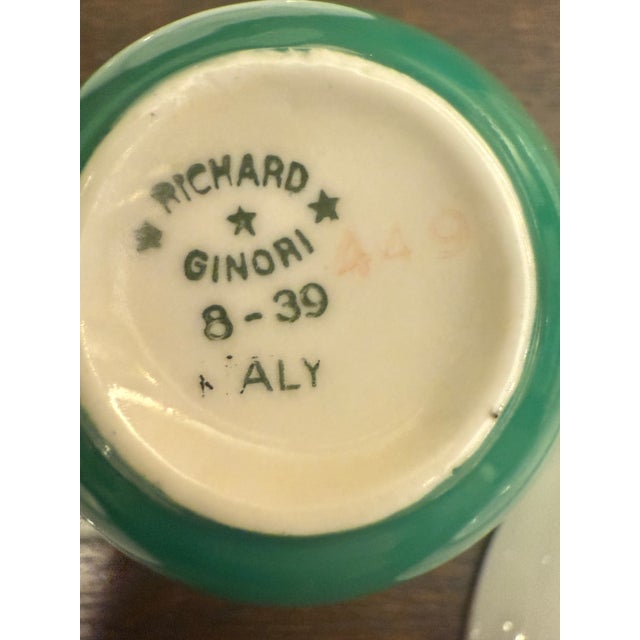 RICHARD
★ ★ ★
GINORI
449
8-39
ITALY